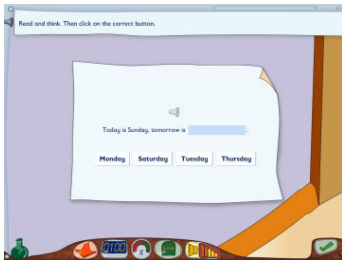 Read and think. Then click on the correct button.
Today is Sunday, tomorrow is .
Monday Saturday Tuesday Thursday